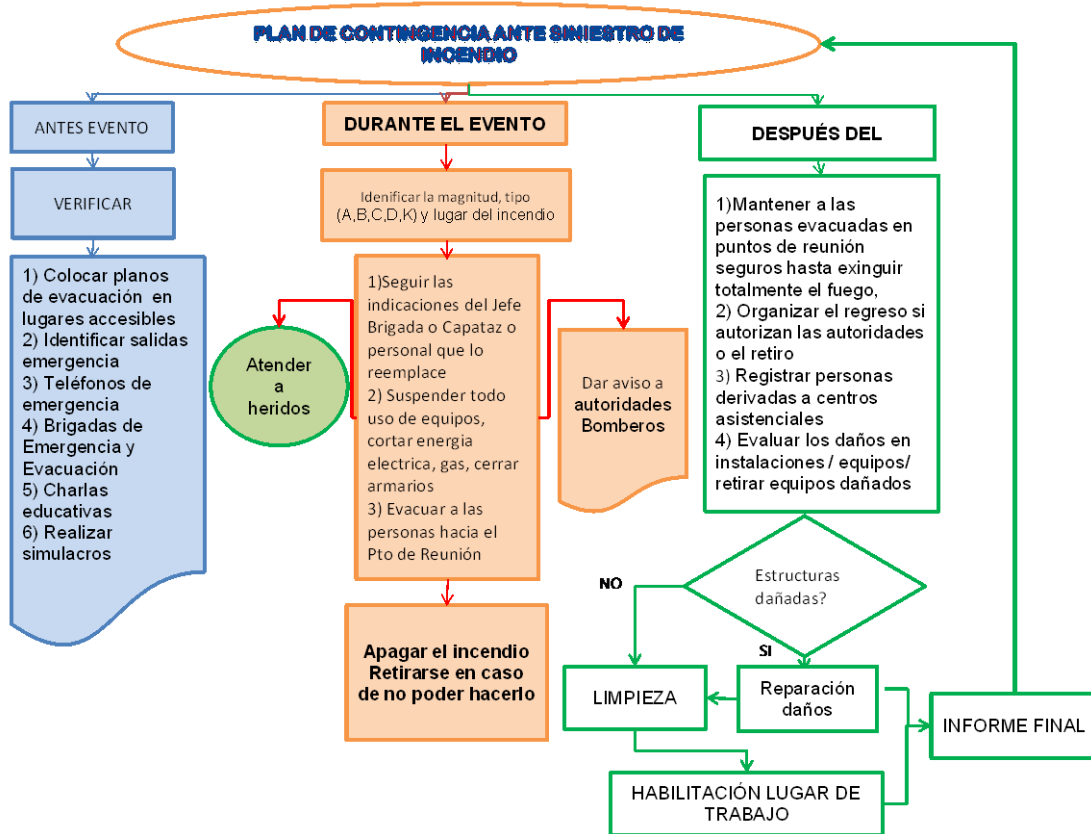 PLAN DE CONTINGENCIA ANTE SINIESTRO DE
INCENDIO
ANTES EVENTO
VERIFICAR
1) Colocar planos
de evacuación en
lugares accesibles
2) Identificar salidas
emergencia
3) Teléfonos de
emergencia
4) Brigadas de
Emergencia y
Evacuación
5) Charlas
educativas
6) Realizar
simulacros
DURANTE EL EVENTO
Idenificar la magnitud, tipo
(A,B,C,D,K) y lugar del incendio
1)Seguir las
indicaciones del Jefe
Brigada o Capataz o
personal que lo
reemplace
2) Suspender todo
uso de equipos,
cortar energia
electrica, gas, cerrar
armarios
3) Evacuar a las
personas hacia el
Pto de Reunión
Atender
a
heridos
Dar aviso a
autoridades
Bomberos
Apagar el incendio
Retirarse en caso
de no poder hacerlo
DESPUÉS DEL
1)Mantener a las
personas evacuadas en
puntos de reunión
seguros hasta exinguir
totalmente el fuego,
2) Organizar el regreso si
autorizan las autoridades
o el retiro
3) Registrar personas
derivadas a centros
asistenciales
4) Evaluar los daños en
instalaciones / equipos/
retirar equipos dañados
Estructuras
dañadas?
NO
SI
LIMPIEZA
Reparación
daños
HABILITACIÓN LUGAR DE
TRABAJO
INFORME FINAL